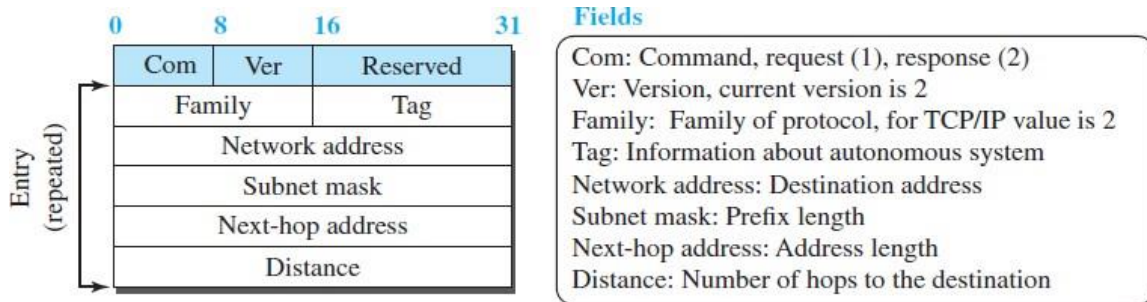 0 8 16 31
Com Ver Reserved
Family Tag
Network address
Subnet mask
Next-hop address
Distance
Entry
(repeated)
Fields
Com: Command, request (1), response (2)
Ver: Version, current version is 2
Family: Family of protocol, for TCP/IP value is 2
Tag: Information about autonomous system
Network address: Destination address
Subnet mask: Prefix length
Next-hop address: Address length
Distance: Number of hops to the destination